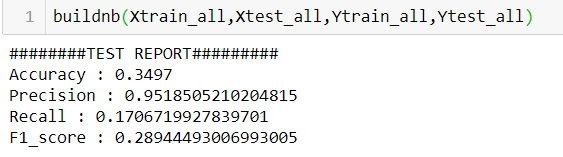 1 buildnb(Xtrain_all,Xtest_all,Ytrain_all,Ytest_all)
########TEST REPORT#########
Accuracy : 0.3497
Precision : 0.9518505210204815
Recall : 0.1706719927839701
F1_score : 0.28944493006993005